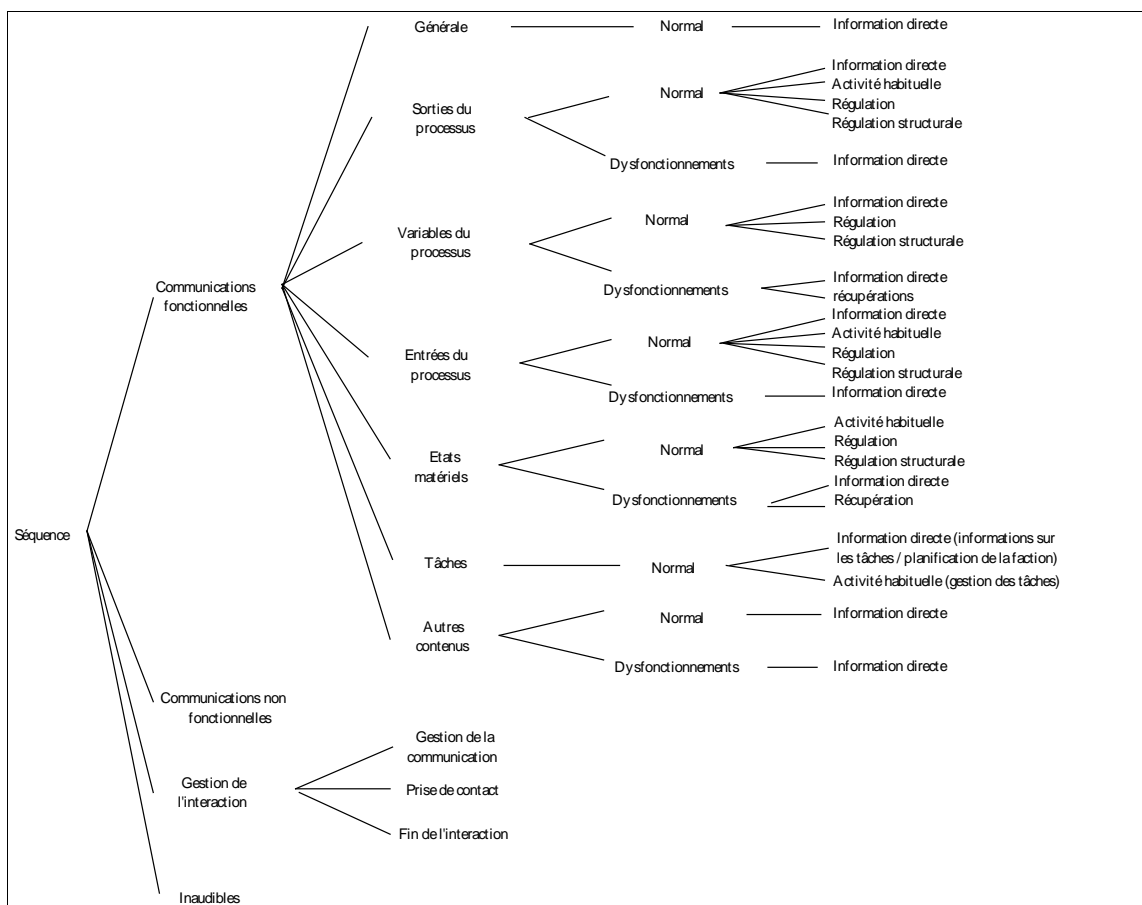 Générale
Normal
Information directe
Sorties du
processus
Normal
Information directe
Activité habituelle
Régulation
Régulation structurale
Dysfonctionnements
Information directe
Variables du
processus
Normal
Information directe
Régulation
Régulation structurale
Dysfonctionnements
Information directe
récupérations
Communications
fonctionnelles
Entrées du
processus
Normal
Information directe
Activité habituelle
Régulation
Régulation structurale
Dysfonctionnements
Information directe
Etats
matériels
Normal
Activité habituelle
Régulation
Régulation structurale
Dysfonctionnements
Information directe
Récupération
Séquence
Tâches
Normal
Information directe (informations sur
les tâches / planification de la faction)
Activité habituelle (gestion des tâches)
Autres
contenus
Normal
Information directe
Dysfonctionnements
Information directe
Communications non
fonctionnelles
Gestion de
l'interaction
Gestion de la
communication
Prise de contact
Fin de l'interaction
Inaudibles